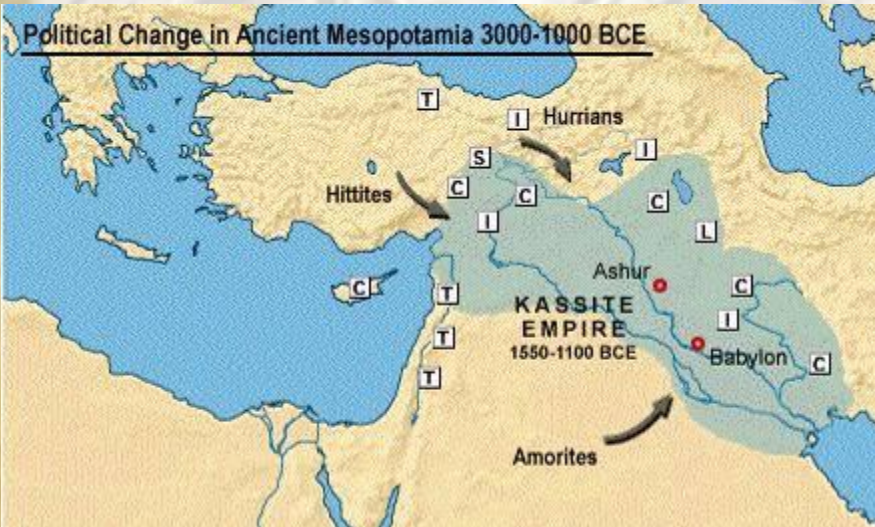 Political Change in Ancient Mesopotamia 3000-1000 BCE
T
I Hurrians
S
I
Hittites
C
C
C
I
L
Ashur
C
C
T
KASSITE
EMPIRE
1550-1100 BCE
I
T
Babylon
C
T
Amorites